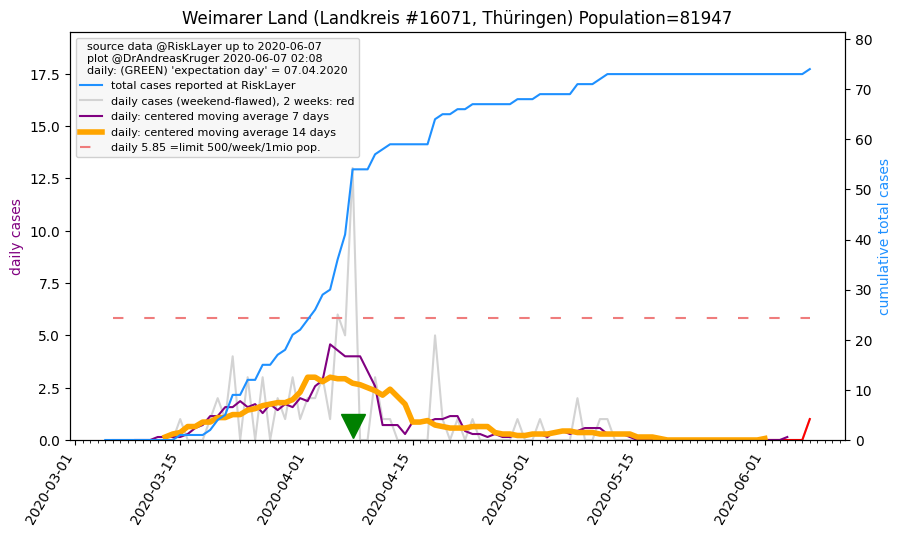 Weimarer Land (Landkreis #16071, Thüringen) Population=81947
source data @RiskLayer up to 2020-06-07
plot @DrAndreasKruger 2020-06-07 02:08
daily: (GREEN) 'expectation day' = 07.04.2020
total cases reported at RiskLayer
daily cases (weekend-flawed), 2 weeks: red
daily: centered moving average 7 days
daily: centered moving average 14 days
daily 5.85 =limit 500/week/1mio pop.
daily cases
17.5
15.0
12.5
10.0
7.5
5.0
2.5
0.0
80
70
60
50
40
30
20
10
0
cumulative total cases
2020-03-01
2020-03-15
2020-04-01
2020-04-15
2020-05-01
2020-05-15
2020-06-01